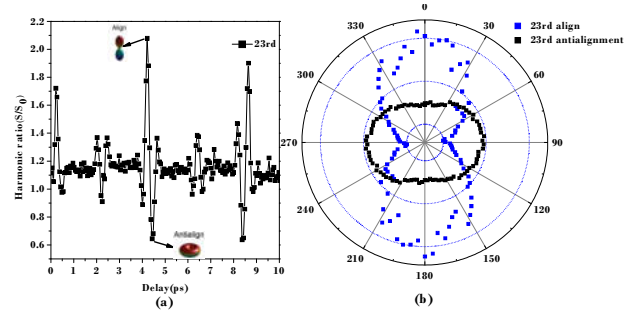 Harmonic ratio(S/S0)
2.2
2.0
1.8
1.6
1.4
1.2
1.0
0.8
0.6
Align
23rd
Antialign
0 1 2 3 4 5 6 7 8 9 10
Delay(ps)
(a)
0
30
60
90
120
150
180
210
240
270
300
330
23rd align
23rd antialignment
(b)